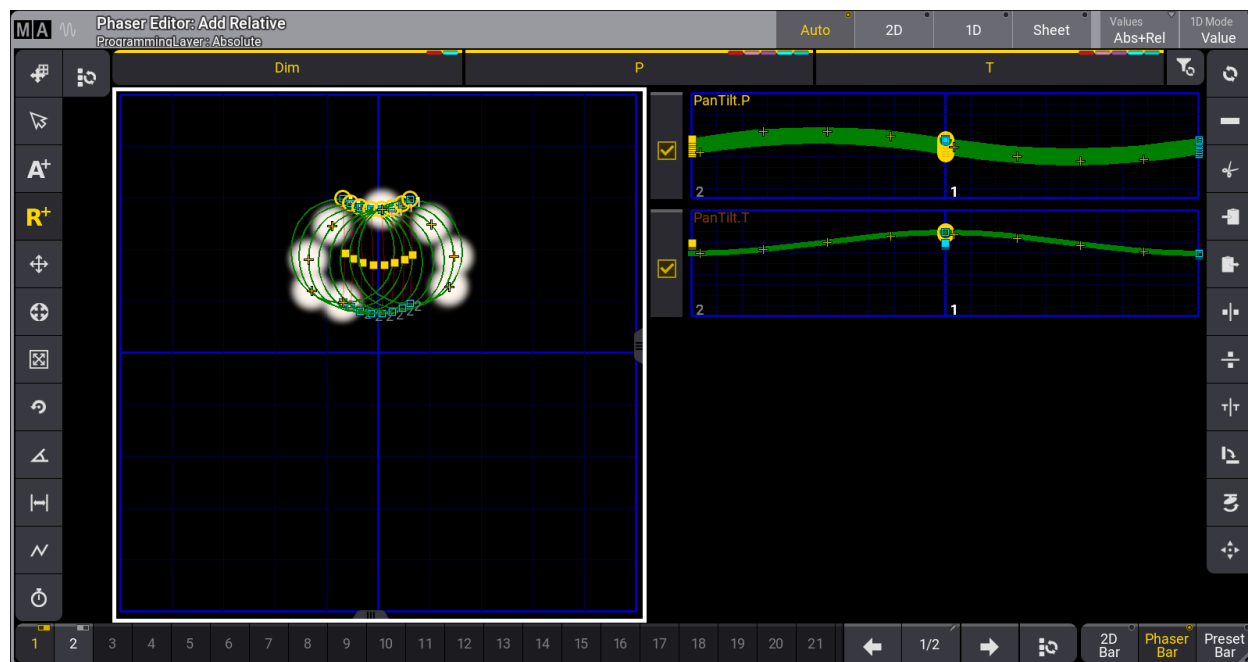 MA
Phaser Editor: Add Relative
ProgrammingLayer: Absolute
Auto
2D
1D
Sheet
Values
Abs+Rel
1D Mode
Value
Dim
P
T
A+
R+
PanTilt.P
2
1
PanTilt.T
2
1
T|T
1 2 3 4 5 6 7 8 9 10 11 12 13 14 15 16 17 18 19 20 21
1/2
2D
Bar
Phaser
Bar
Preset
Bar